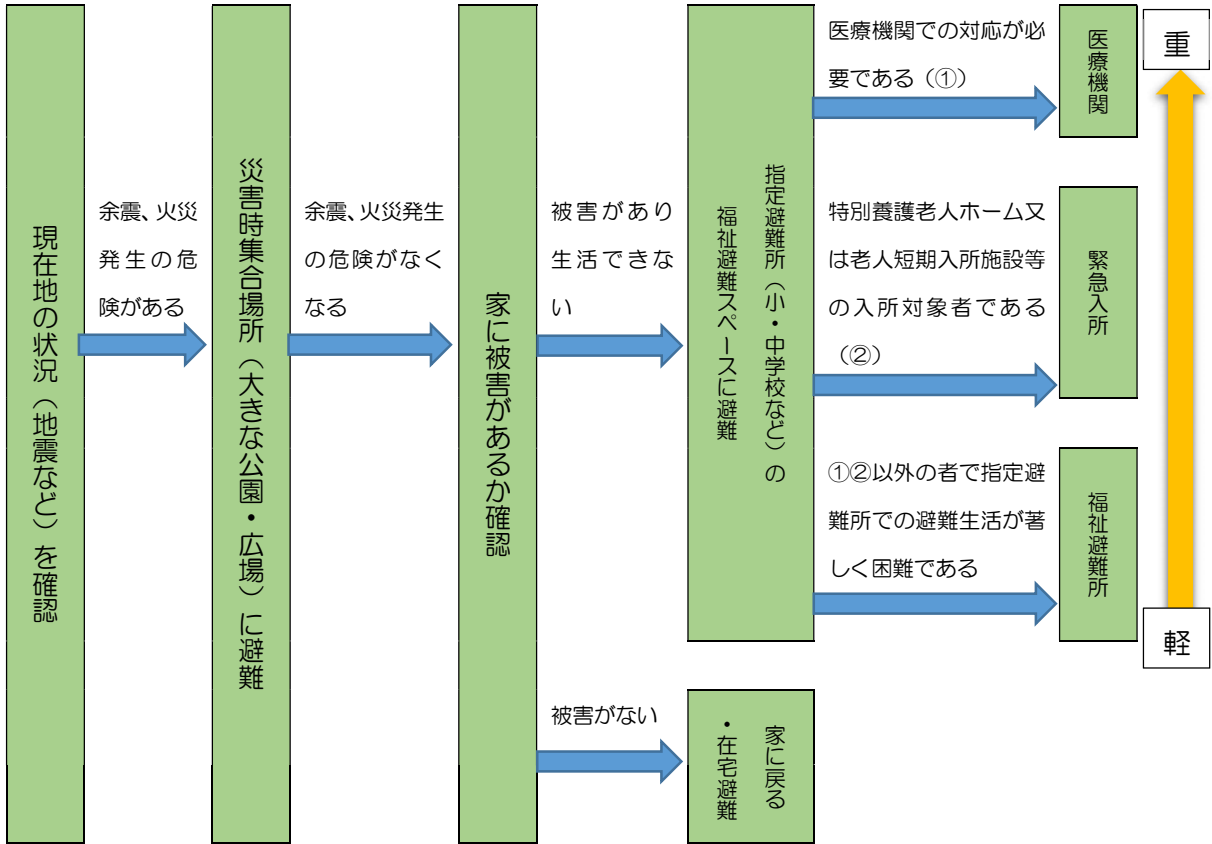 現在地の状況（地震など）を確認
余震、火災
発生の危
険がある
災害時集合場所（大きな公園・広場）に避難
余震、火災発生
の危険がなく
なる
家に被害があるか確認
被害があり
生活できな
い
指定避難所（小・中学校など）の
福祉避難スペースに避難
医療機関での対応が必
要である（①）
医療機関
特別養護老人ホーム又
は老人短期入所施設等
の入所対象者である
（②）
緊急入所
①②以外の者で指定避
難所での避難生活が著
しく困難である
福祉避難所
重
軽
被害がない
家に戻る
・在宅避難